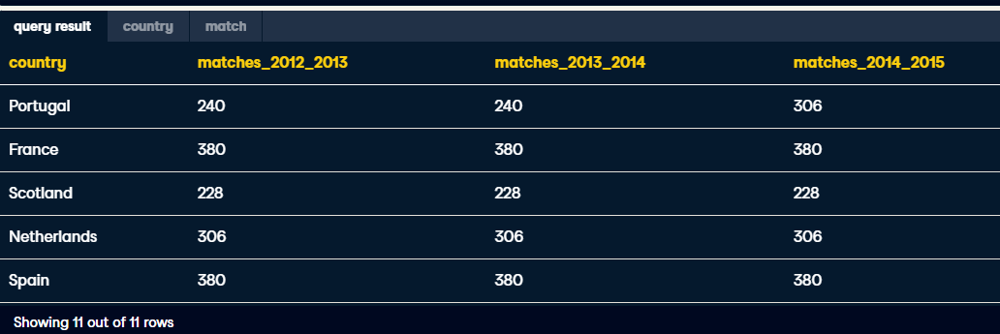 query result country match
country matches_2012_2013 matches_2013_2014 matches_2014_2015
Portugal 240 240 306
France 380 380 380
Scotland 228 228 228
Netherlands 306 306 306
Spain 380 380 380
Showing 11 out of 11 rows